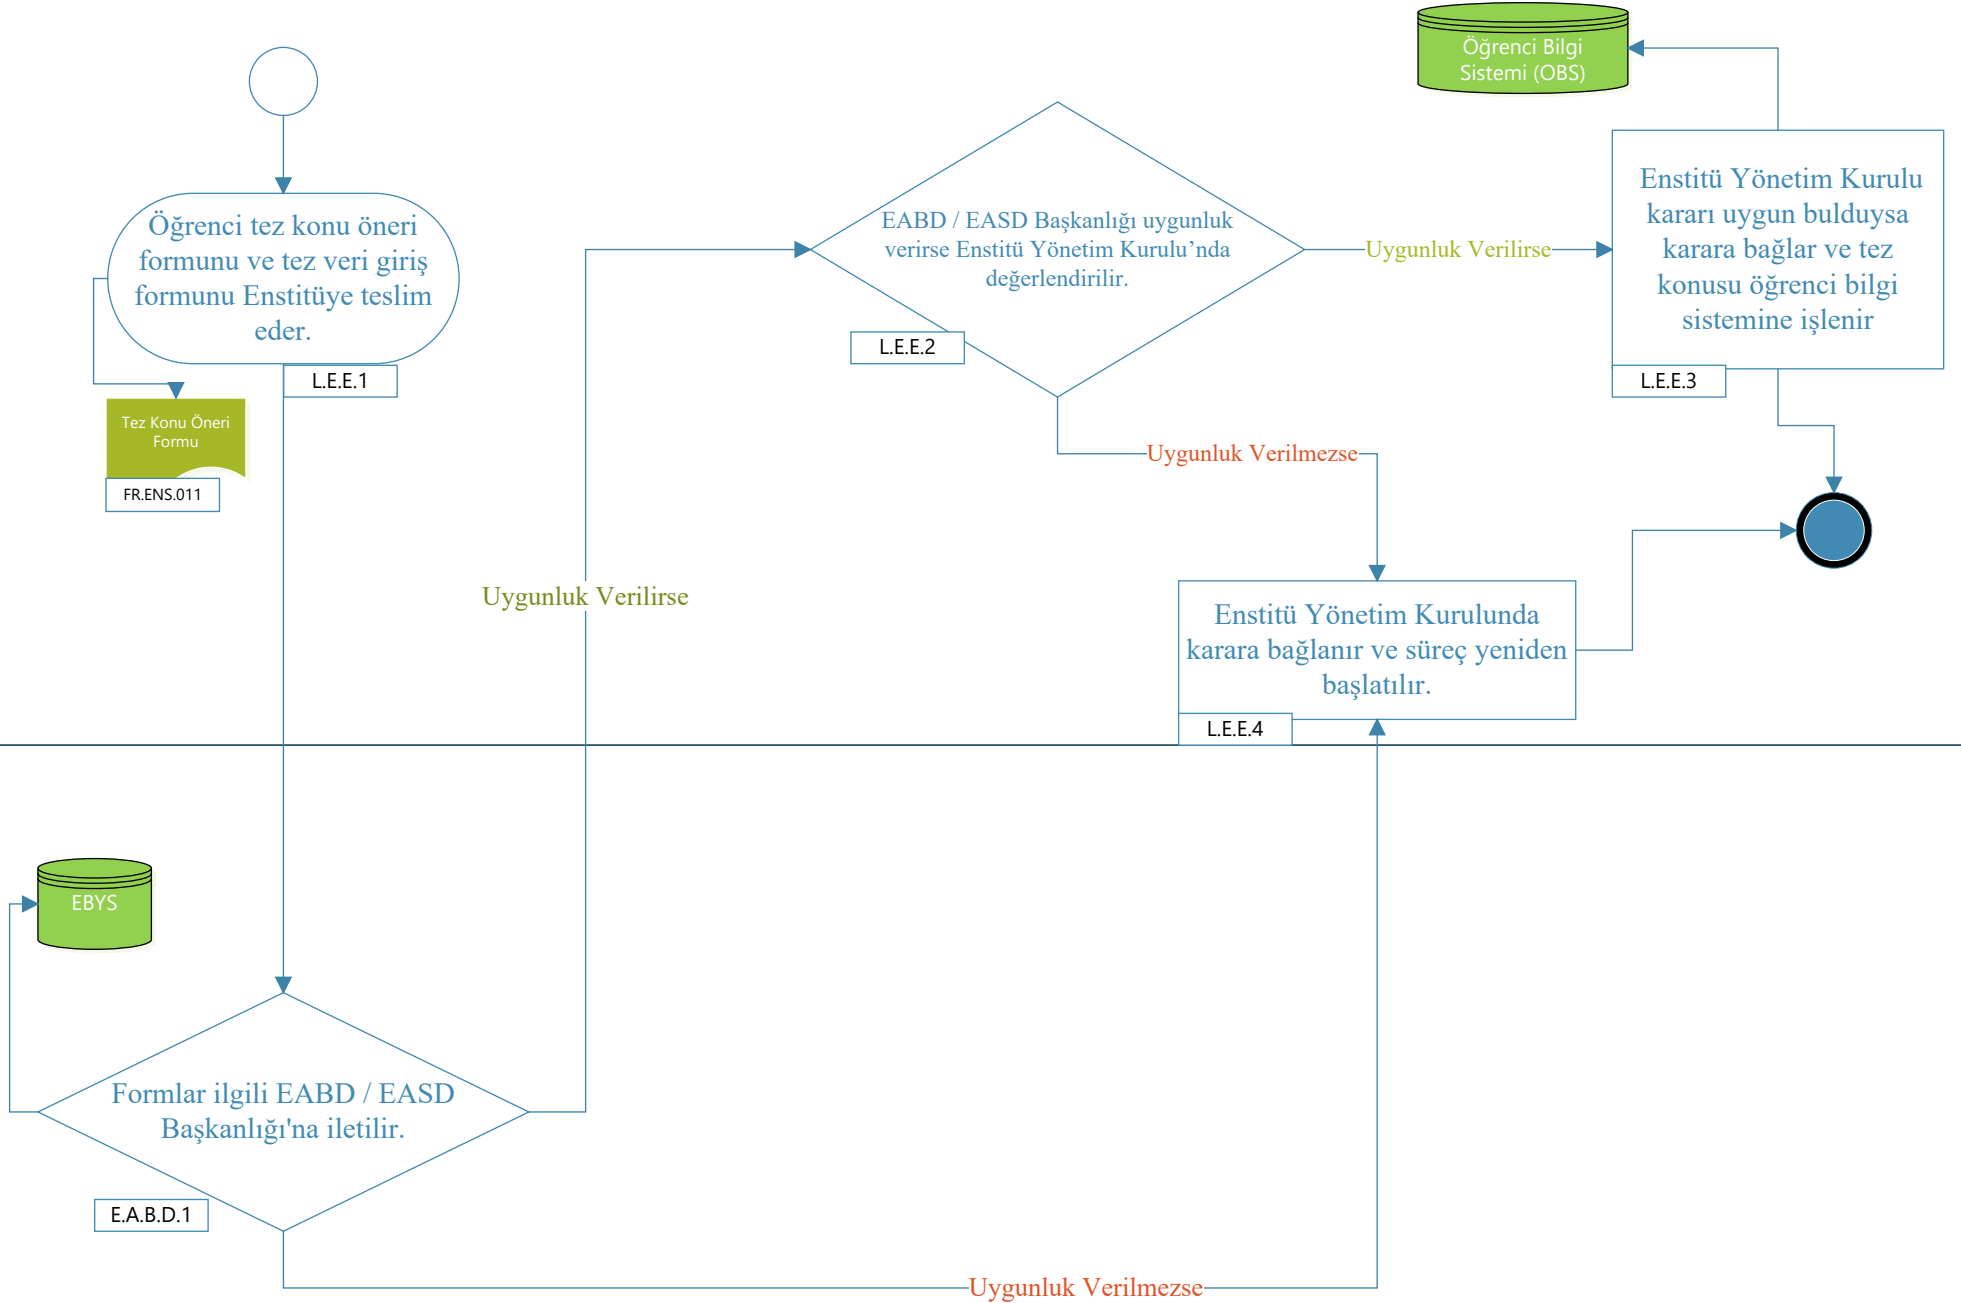 Öğrenci Bilgi
Sistemi (OBS)
Öğrenci tez konu öneri
formunu ve tez veri giriş
formunu Enstitüye teslim
eder.
L.E.E.1
Tez Konu Öneri
Formu
FR.ENS.011
EABD / EASD Başkanlığı uygunluk
verirse Enstitü Yönetim Kurulu’nda
değerlendirilir.
L.E.E.2
Uygunluk Verilirse
Enstitü Yönetim Kurulu
kararı uygun bulduysa
karara bağlar ve tez
konusu öğrenci bilgi
sistemine işlenir
L.E.E.3
Uygunluk Verilmezse
Uygunluk Verilirse
Enstitü Yönetim Kurulunda
karara bağlanır ve süreç yeniden
başlatılır.
L.E.E.4
EBYS
Formlar ilgili EABD / EASD
Başkanlığı'na iletilir.
E.A.B.D.1
Uygunluk Verilmezse